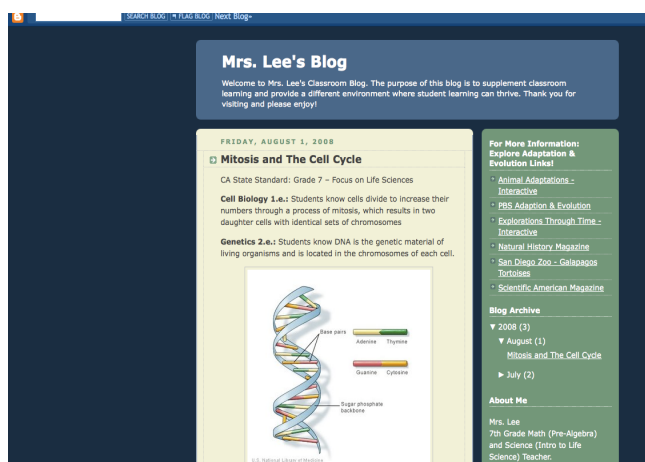 SEARCH BLOG FLAG BLOG Next Blog»
Mrs. Lee's Blog
Welcome to Mrs. Lee's Classroom Blog. The purpose of this blog is to supplement classroom
learning and provide a different environment where student learning can thrive. Thank you for
visiting and please enjoy!
FRIDAY, AUGUST 1, 2008
Mitosis and The Cell Cycle
CA State Standard: Grade 7 – Focus on Life Sciences
Cell Biology 1.e.: Students know cells divide to increase their
numbers through a process of mitosis, which results in two
daughter cells with identical sets of chromosomes
Genetics 2.e.: Students know DNA is the genetic material of
living organisms and is located in the chromosomes of each cell.
Base pairs
Adenine Thymine
Guanine Cytosine
Sugar phosphate
backbone
U.S. National Library of Medicine
For More Information:
Explore Adaptation &
Evolution Links!
Animal Adaptations -
Interactive
PBS Adaption & Evolution
Explorations Through Time -
Interactive
Natural History Magazine
San Diego Zoo - Galapagos
Tortoises
Scientific American Magazine
Blog Archive
▼ 2008 (3)
▼ August (1)
Mitosis and The Cell Cycle
► July (2)
About Me
Mrs. Lee
7th Grade Math (Pre-Algebra)
and Science (Intro to Life
Science) Teacher.